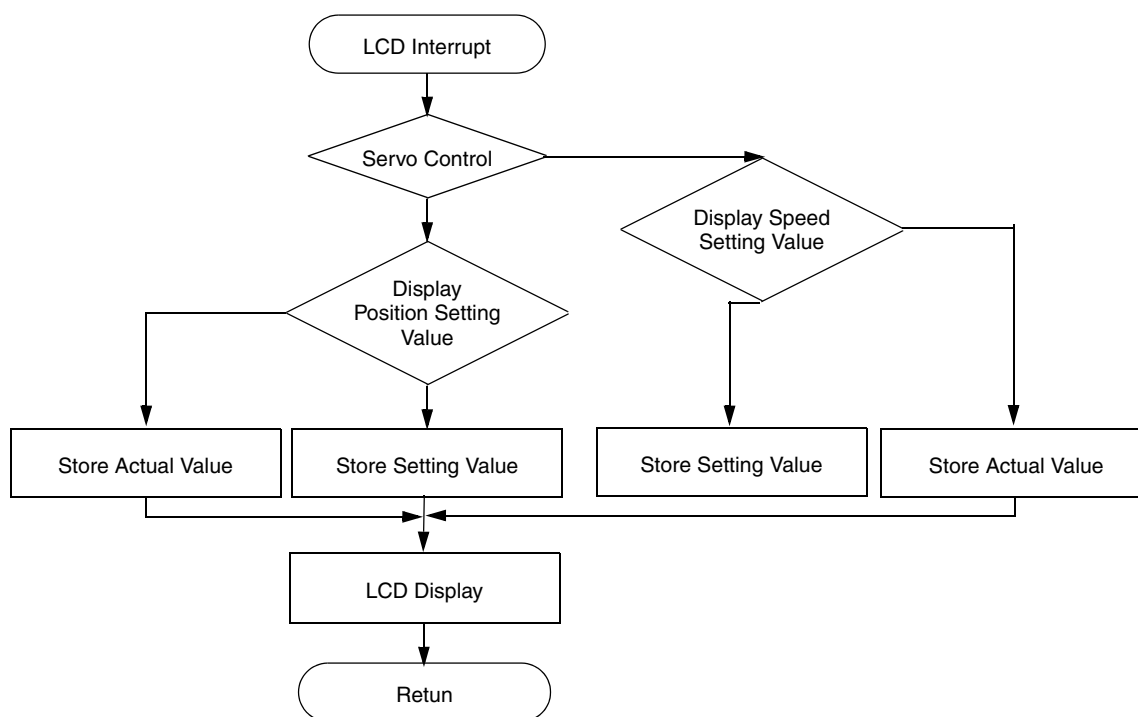 LCD Interrupt
Servo Control
Display Speed
Setting Value
Display
Position Setting
Value
Store Actual Value
Store Setting Value
Store Setting Value
Store Actual Value
LCD Display
Retun